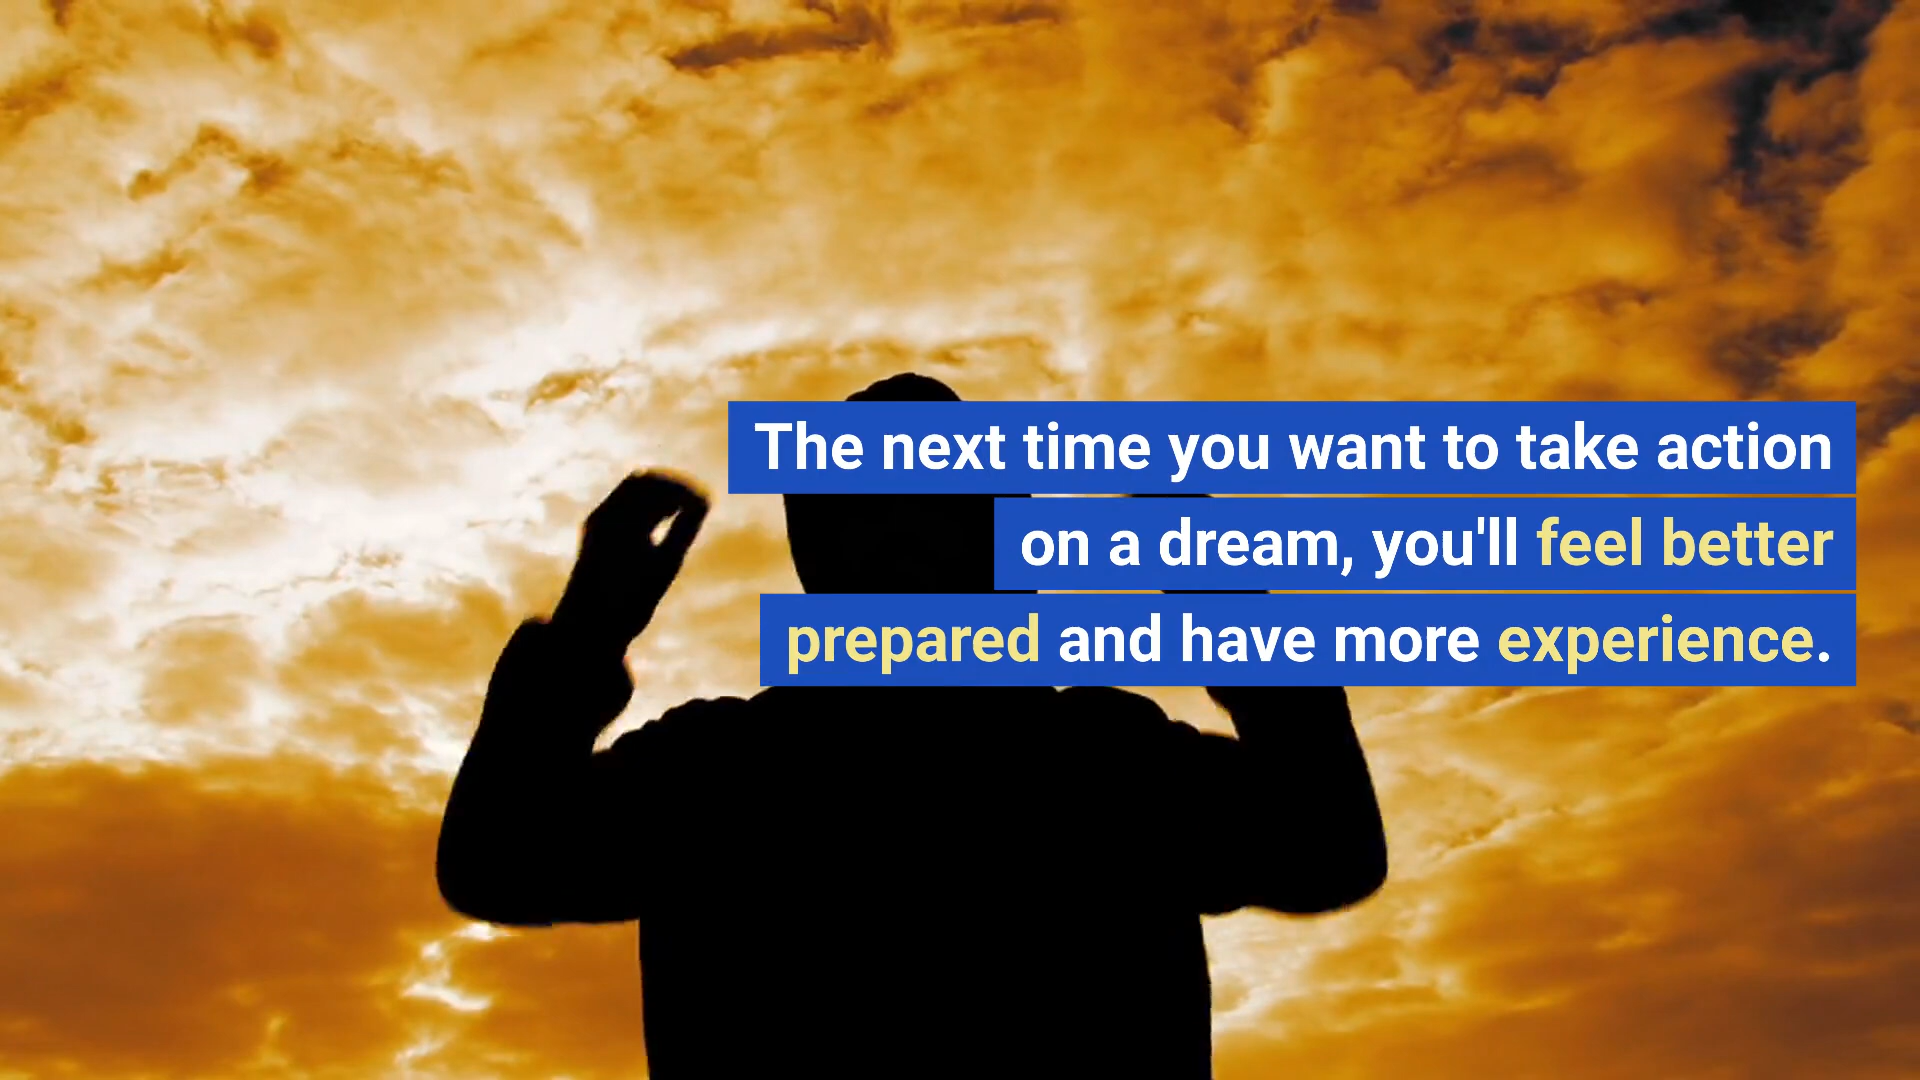 The next time you want to take action
on a dream, you'll feel better
prepared and have more experience.